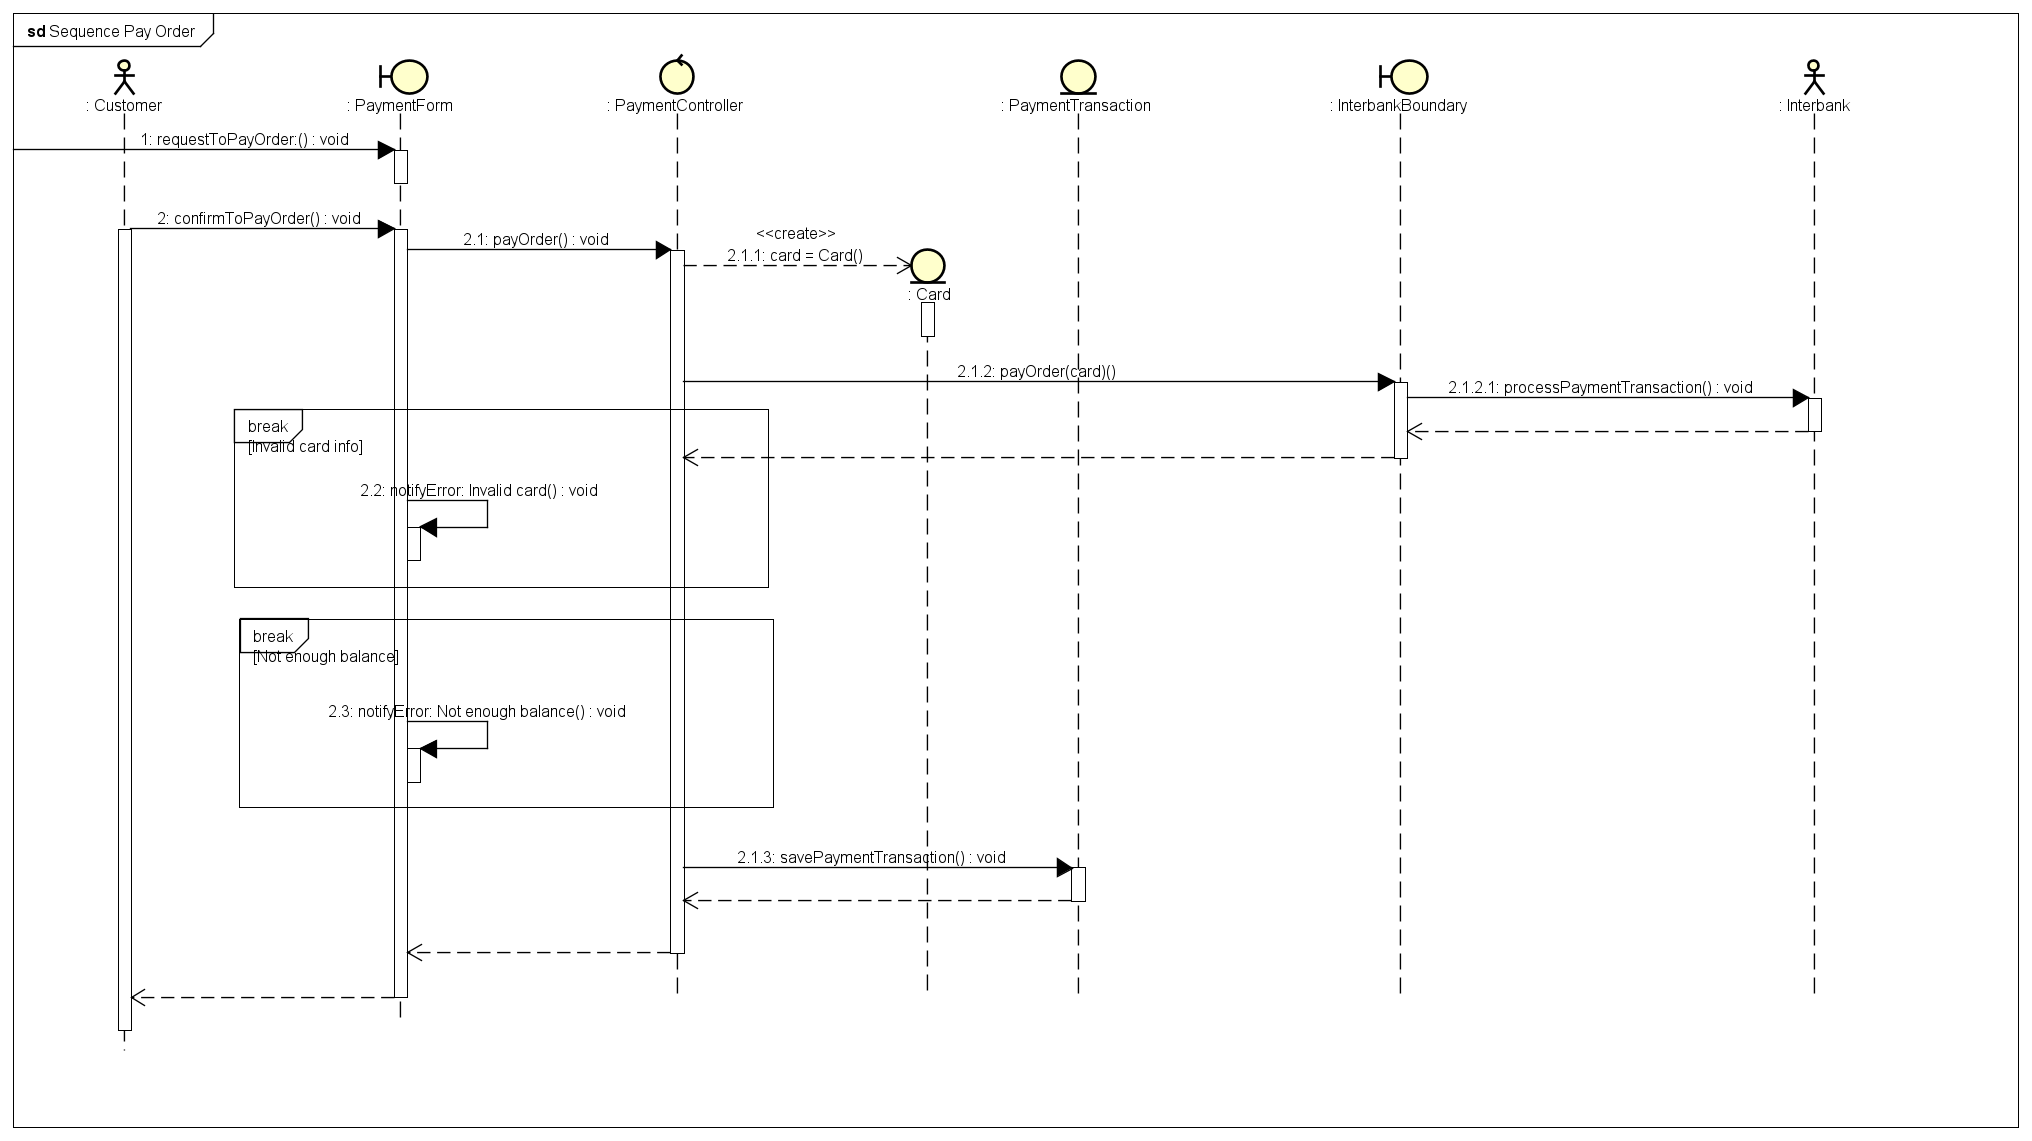 sd Sequence Pay Order
: Customer
: PaymentForm
: PaymentController
: PaymentTransaction
: InterbankBoundary
: Interbank
1: requestToPayOrder:() : void
2: confirmToPayOrder() : void
2.1: payOrder() : void
<<create>>
2.1.1: card = Card()
: Card
2.1.2: payOrder(card)()
2.1.2.1: processPaymentTransaction() : void
break
[Invalid card info]
2.2: notifyError: Invalid card() : void
break
[Not enough balance]
2.3: notifyError: Not enough balance() : void
2.1.3: savePaymentTransaction() : void